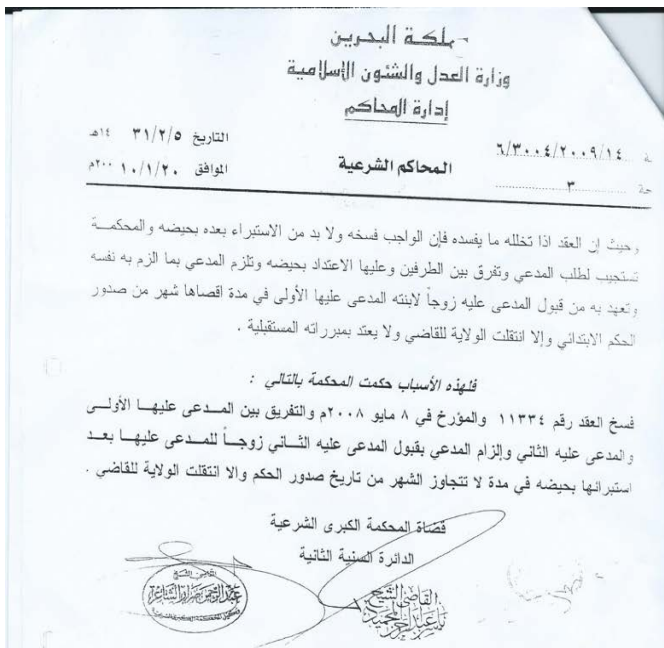 مملكة البحرين
وزارة العدل والشئون الإسلامية
إدارة المحاكم
التاريخ ٣١/٢/٥ ١٤هـ
٦/٣٠٠٤/٢٠٠٩/١٤
المحاكم الشرعية
الموافق ١٠/١/٢٠ ٢٠٠م
٣
وحيث إن العقد اذا تخلله ما يفسده فإن الواجب فسخه ولا بد من الاستبراء بعده بحيضه والمحكمة
تستجيب لطلب المدعي وتفرق بين الطرفين وعليها الاعتداد بحيضه وتلزم المدعي بما الزم به نفسه
وتعهد به من قبول المدعى عليه زوجاً لابنته المدعى عليها الأولى في مدة اقصاها شهر من صدور
الحكم الابتدائي وإلا انتقلت الولاية للقاضي ولا يعتد بمبرراته المستقبلية .
فلهذه الأسباب حكمت المحكمة بالتالي :
فسخ العقد رقم ١١٣٣٤ والمؤرخ في ٨ مايو ٢٠٠٨م والتفريق بين المدعى عليها الأولى
والمدعى عليه الثاني وإلزام المدعي بقبول المدعى عليه الثاني زوجاً للمدعى عليها بعد
استبرائها بحيضه في مدة لا تتجاوز الشهر من تاريخ صدور الحكم والا انتقلت الولاية للقاضي .
قضاة المحكمة الكبرى الشرعية
الدائرة السنية الثانية
القاضي الشيخ
القاضي الشيخ